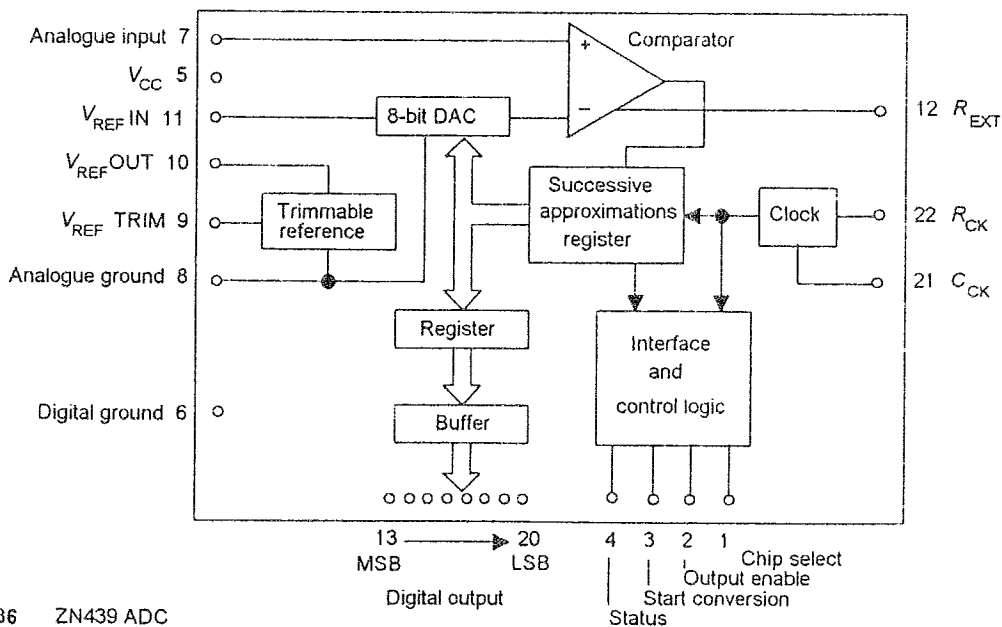 Analogue input 7
Comparator
VCC 5
VREF IN 11
8-bit DAC
12 REXT
VREF OUT 10
Successive
approximations
register
Trimmable
reference
Clock
VREF TRIM 9
22 RCK
Analogue ground 8
21 CCK
Register
Interface
and
control logic
Digital ground 6
Buffer
13 20 4 3 2 1
MSB LSB
Chip select
Output enable
Digital output
Start conversion
Status
36 ZN439 ADC
+
−